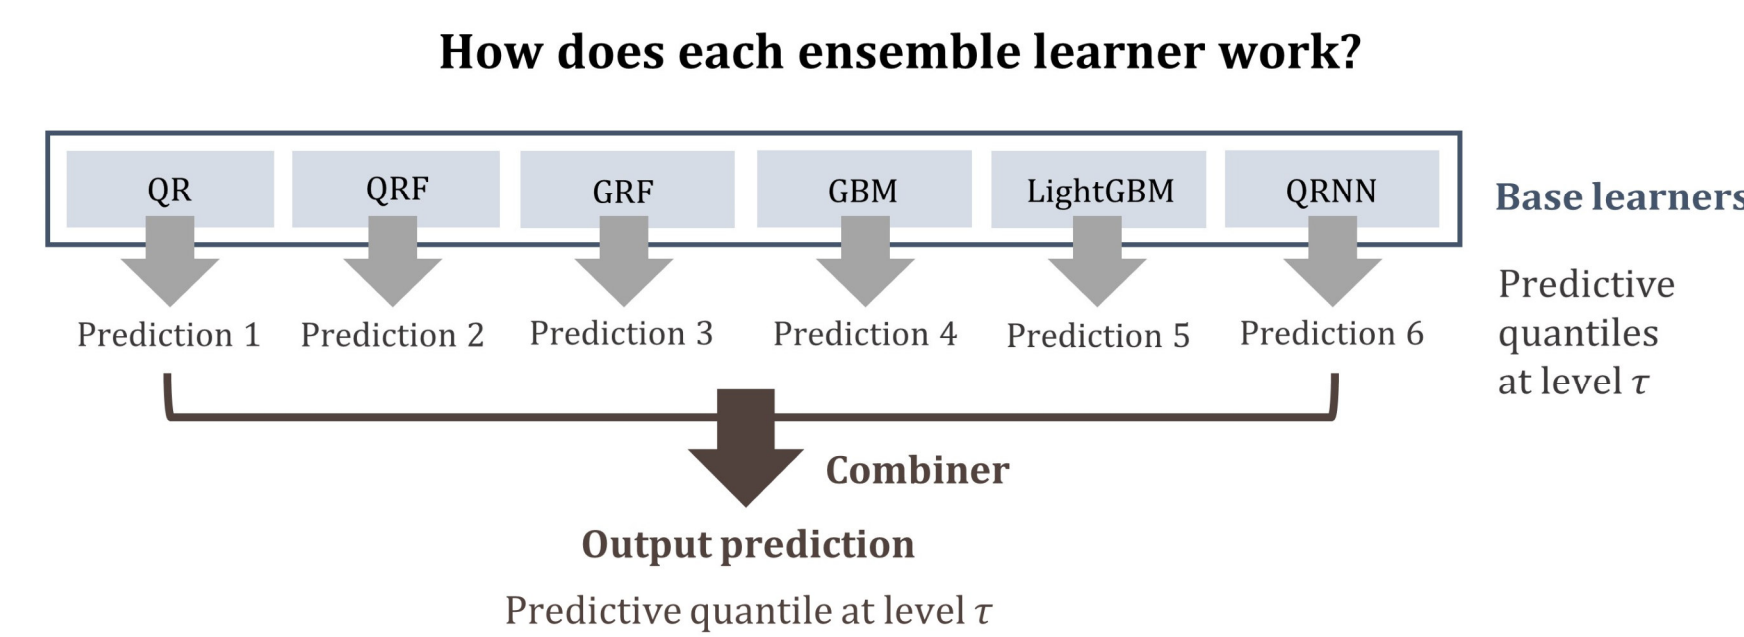 How does each ensemble learner work?
QR QRF GRF GBM LightGBM QRNN
Base learners
Prediction 1 Prediction 2 Prediction 3 Prediction 4 Prediction 5 Prediction 6
Predictive
quantiles
at level τ
Combiner
Output prediction
Predictive quantile at level τ